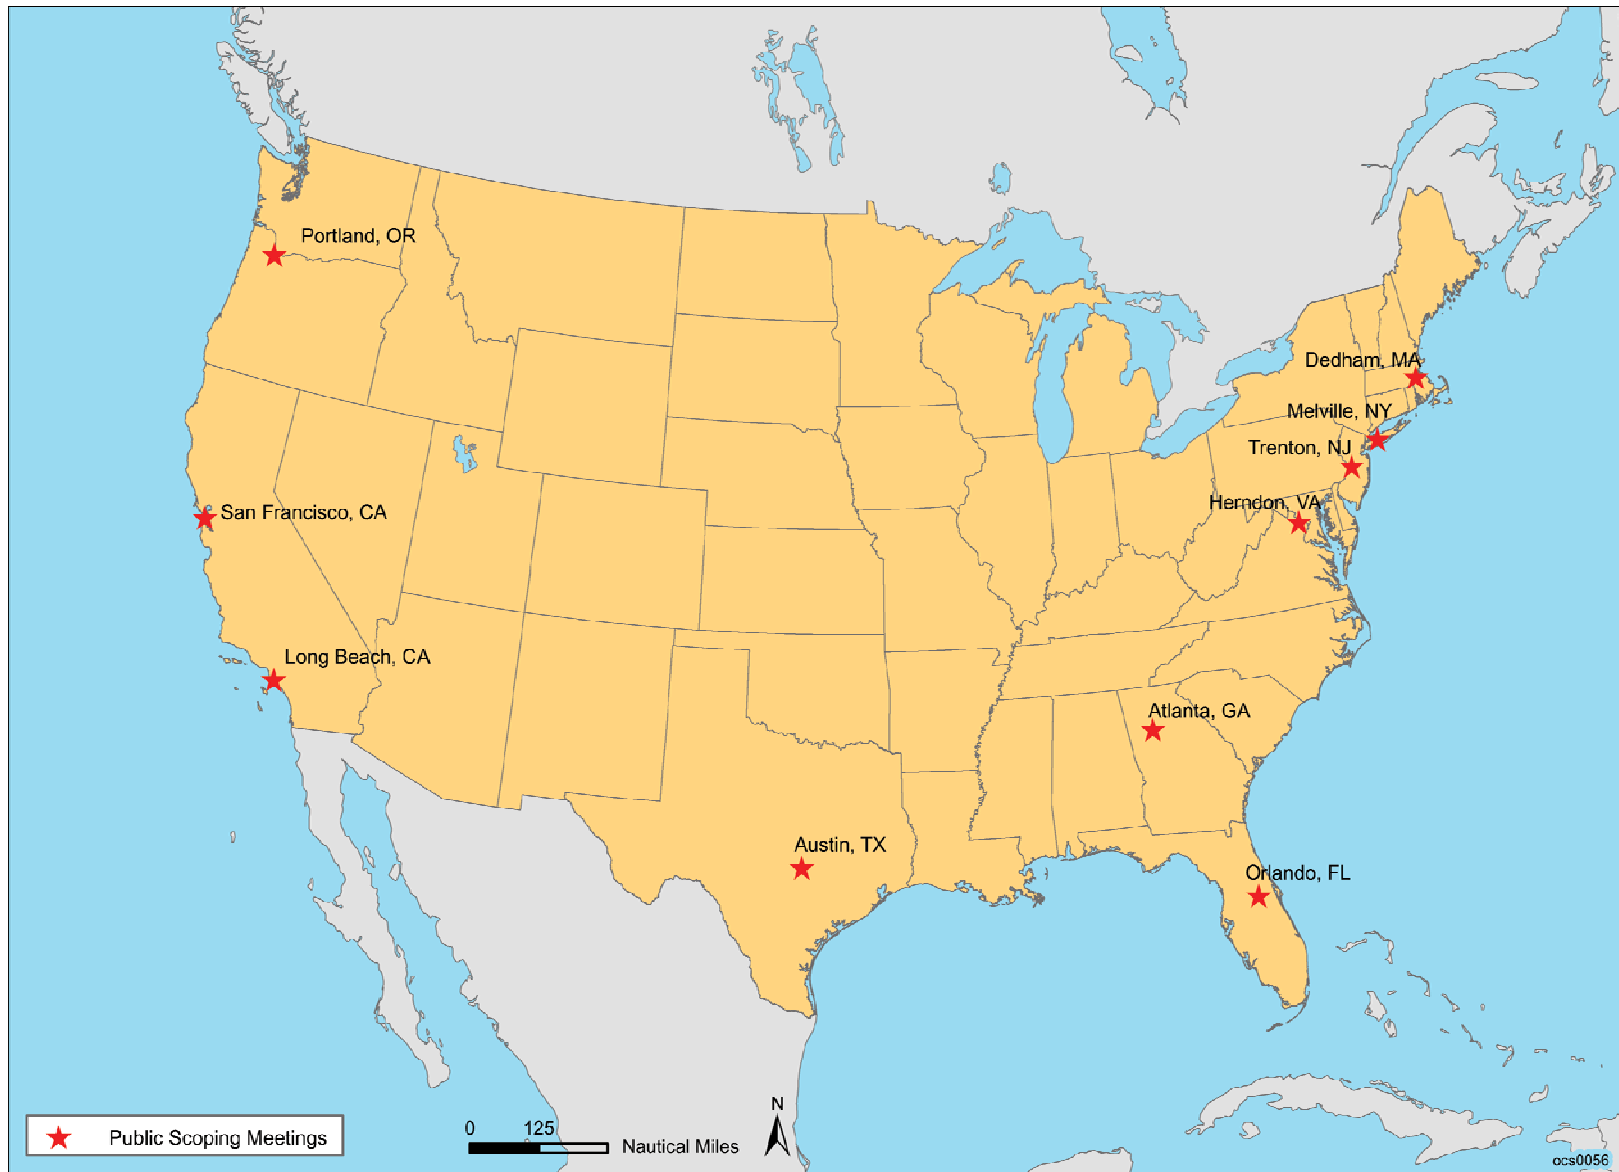 Portland, OR
Dedham, MA
Melville, NY
Trenton, NJ
Herndon, VA
San Francisco, CA
Long Beach, CA
Atlanta, GA
Austin, TX
Orlando, FL
Public Scoping Meetings
0 125
Nautical Miles
N
ocs0056